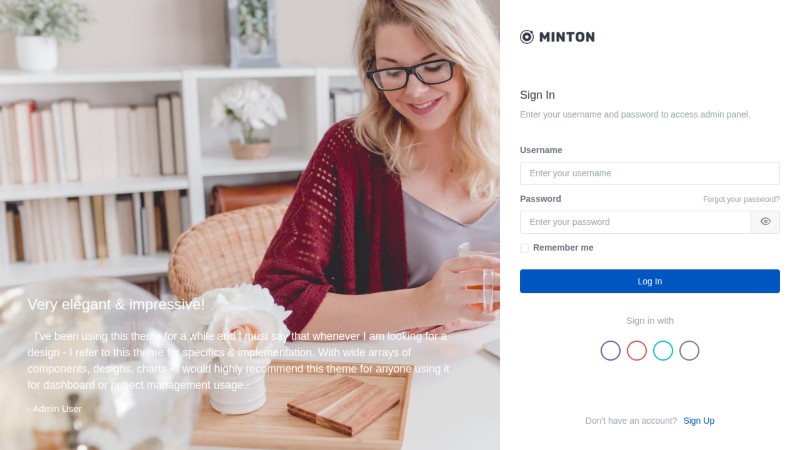 MINTON
Sign In
Enter your username and password to access admin panel.
Username
Enter your username
Password
Forgot your password?
Enter your password
Remember me
Log In
Sign in with
Don't have an account? Sign Up
Very elegant & impressive!
I've been using this theme for a while and I must say that whenever I am looking for a
design - I refer to this theme for specifics & implementation. With wide arrays of
components, designs, charts - I would highly recommend this theme for anyone using it
for dashboard or project management usage..
- Admin User